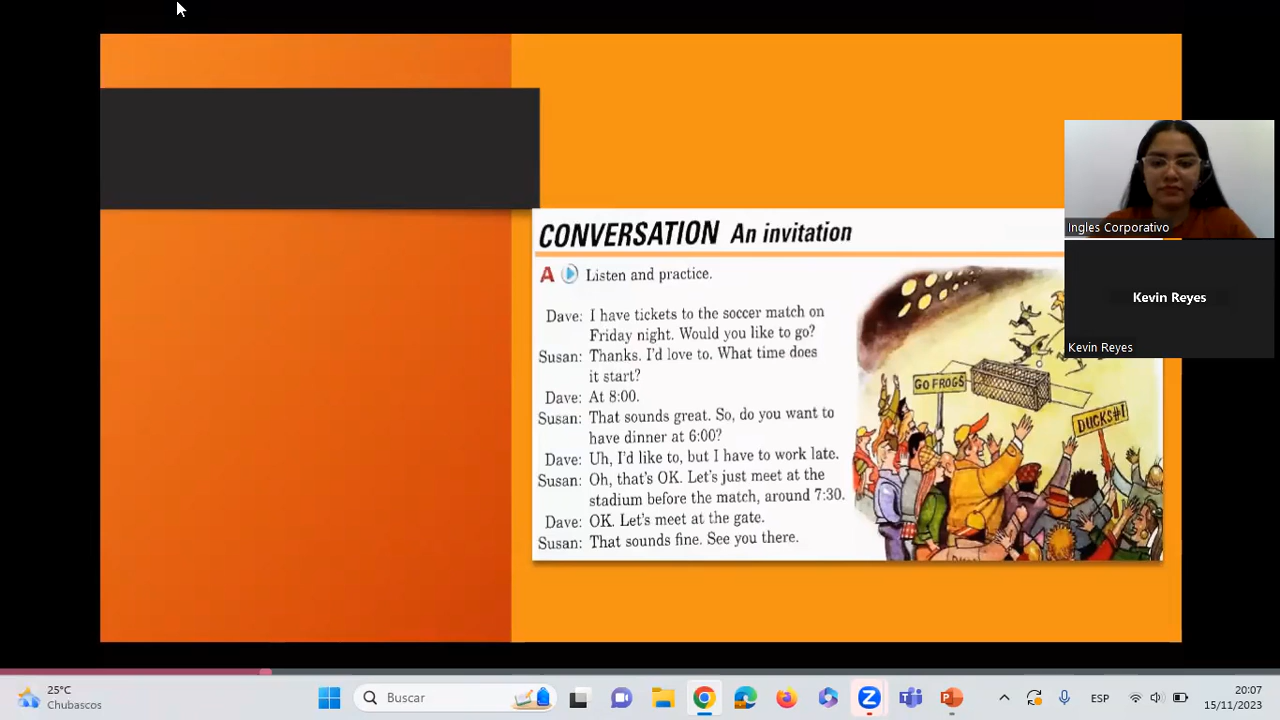 CONVERSATION An invitation
A Listen and practice.
Dave: I have tickets to the soccer match on
Friday night. Would you like to go?
Susan: Thanks. I'd love to. What time does
it start?
Dave: At 8:00.
Susan: That sounds great. So, do you want to
have dinner at 6:00?
Dave: Uh, I'd like to, but I have to work late.
Susan: Oh, that's OK. Let's just meet at the
stadium before the match, around 7:30.
Dave: OK. Let's meet at the gate.
Susan: That sounds fine. See you there.
GO FROGS
DUCKS#1
Ingles Corporativo
Kevin Reyes
Kevin Reyes
25°C
Chubascos
Buscar
ESP
20:07
15/11/2023